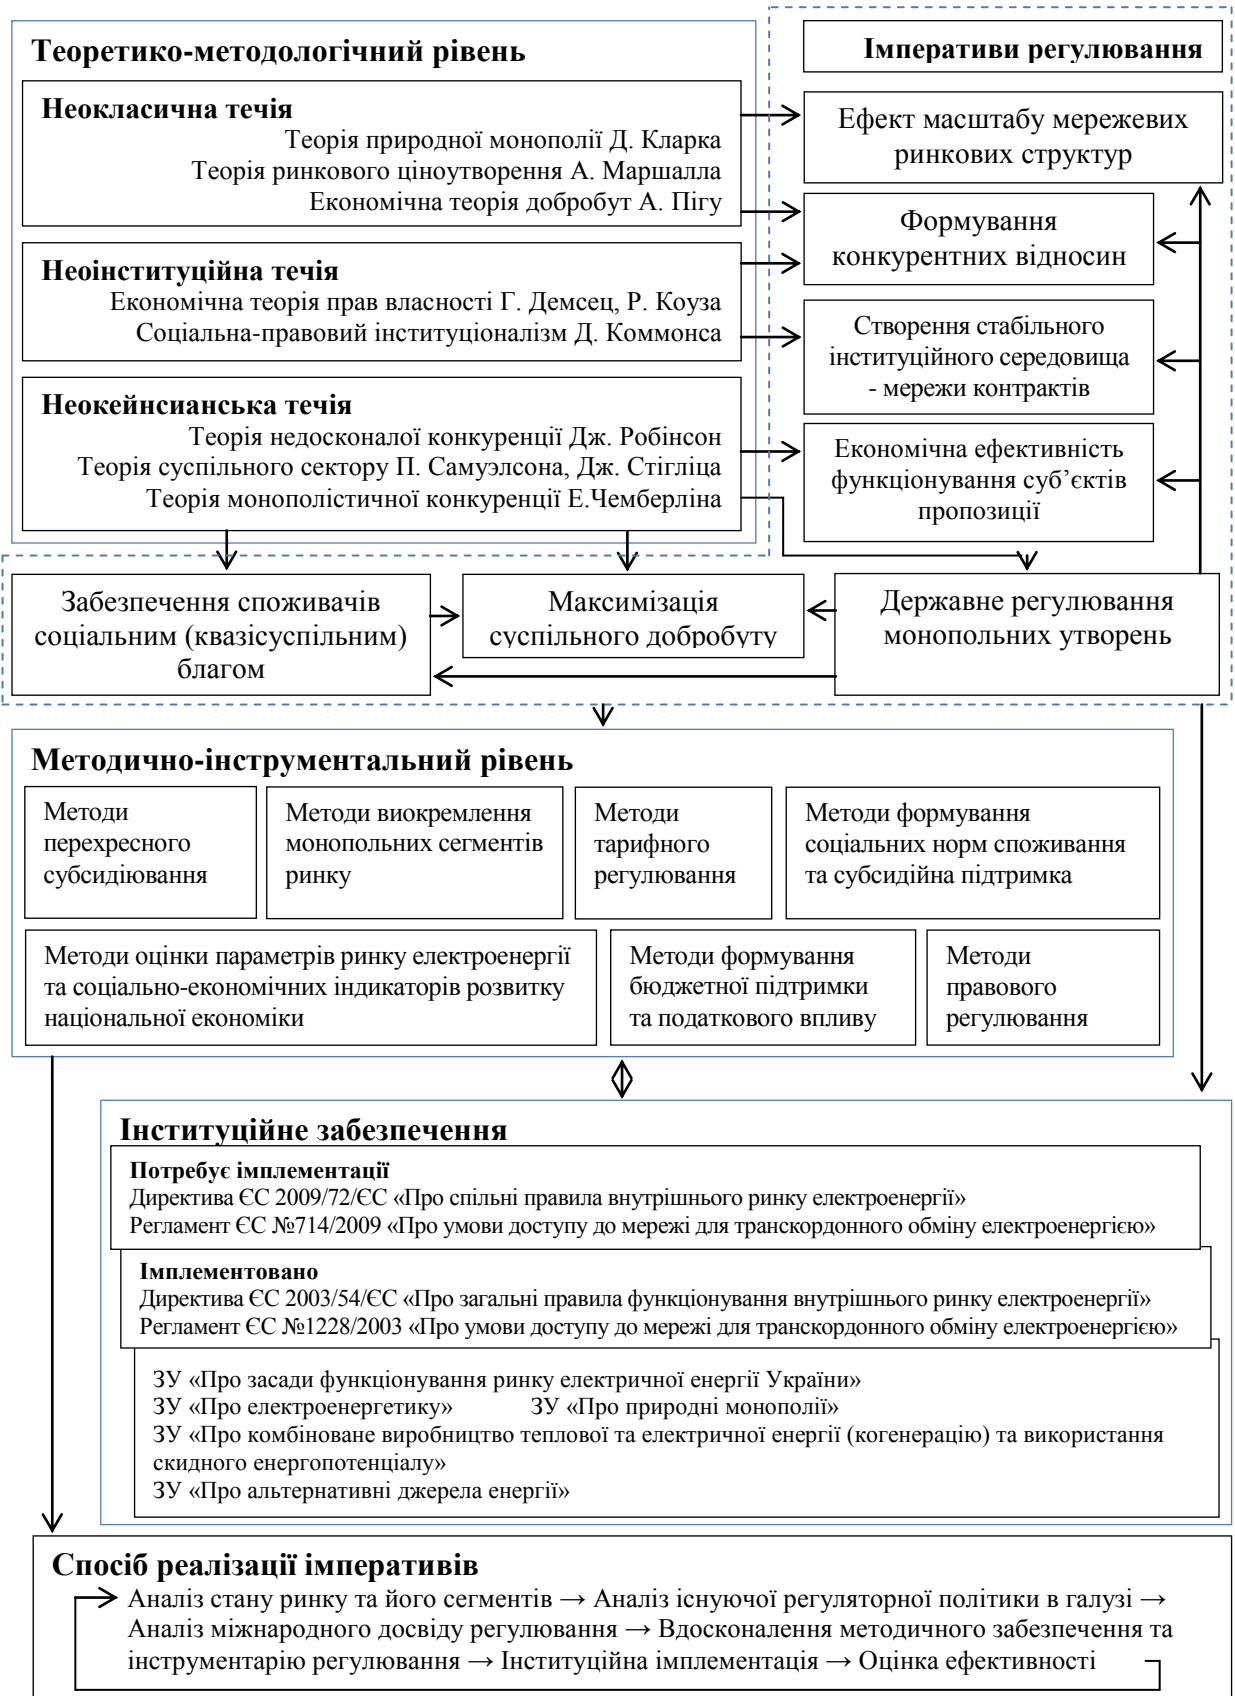 Теоретико-методологічний рівень
Імперативи регулювання
Неокласична течія
Теорія природної монополії Д. Кларка
Теорія ринкового ціноутворення А. Маршалла
Економічна теорія добробут А. Пігу
Ефект масштабу мережевих
ринкових структур
Формування
конкурентних відносин
Неоінституційна течія
Економічна теорія прав власності Г. Демсец, Р. Коуза
Соціальна-правовий інституціоналізм Д. Коммонса
Створення стабільного
інституційного середовища
- мережи контрактів
Неокейнсианська течія
Теорія недосконалої конкуренції Дж. Робінсон
Теорія суспільного сектору П. Самуэлсона, Дж. Стігліца
Теорія монополістичної конкуренції Е.Чемберліна
Економічна ефективність
функціонування суб’єктів
пропозиції
Забезпечення споживачів
соціальним (квазісуспільним)
благом
Максимізація
суспільного добробуту
Державне регулювання
монопольних утворень
Методично-інструментальний рівень
Методи
перехресного
субсидіювання
Методи виокремлення
монопольних сегментів
ринку
Методи
тарифного
регулювання
Методи формування
соціальних норм споживання
та субсидійна підтримка
Методи оцінки параметрів ринку електроенергії
та соціально-економічних індикаторів розвитку
національної економіки
Методи формування
бюджетної підтримки
та податкового впливу
Методи
правового
регулювання
Інституційне забезпечення
Потребує імплементації
Директива ЄС 2009/72/ЄС «Про спільні правила внутрішнього ринку електроенергії»
Регламент ЄС №714/2009 «Про умови доступу до мережі для транскордонного обміну електроенергією»
Імплементовано
Директива ЄС 2003/54/ЄС «Про загальні правила функціонування внутрішнього ринку електроенергії»
Регламент ЄС №1228/2003 «Про умови доступу до мережі для транскордонного обміну електроенергією»
ЗУ «Про засади функціонування ринку електричної енергії України»
ЗУ «Про електроенергетику» ЗУ «Про природні монополії»
ЗУ «Про комбіноване виробництво теплової та електричної енергії (когенерацію) та використання
скидного енергопотенціалу»
ЗУ «Про альтернативні джерела енергії»
Спосіб реалізації імперативів
Аналіз стану ринку та його сегментів → Аналіз існуючої регуляторної політики в галузі →
Аналіз міжнародного досвіду регулювання → Вдосконалення методичного забезпечення та
інструментарію регулювання → Інституційна імплементація → Оцінка ефективності